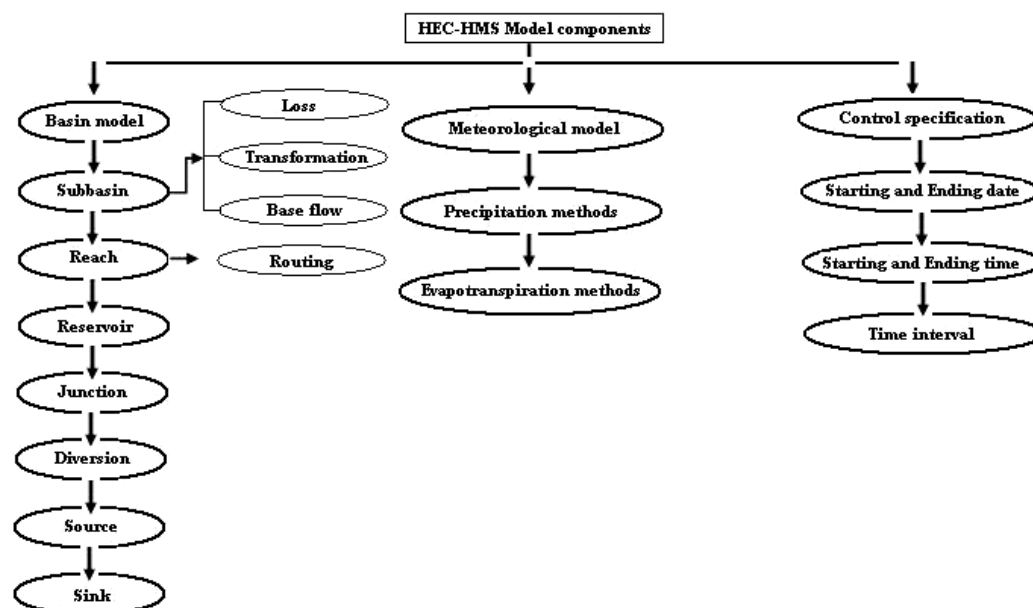 HEC-HMS Model components
Basin model
Subbasin
Loss
Transformation
Base flow
Reach
Routing
Reservoir
Junction
Diversion
Source
Sink
Meteorological model
Precipitation methods
Evapotranspiration methods
Control specification
Starting and Ending date
Starting and Ending time
Time interval